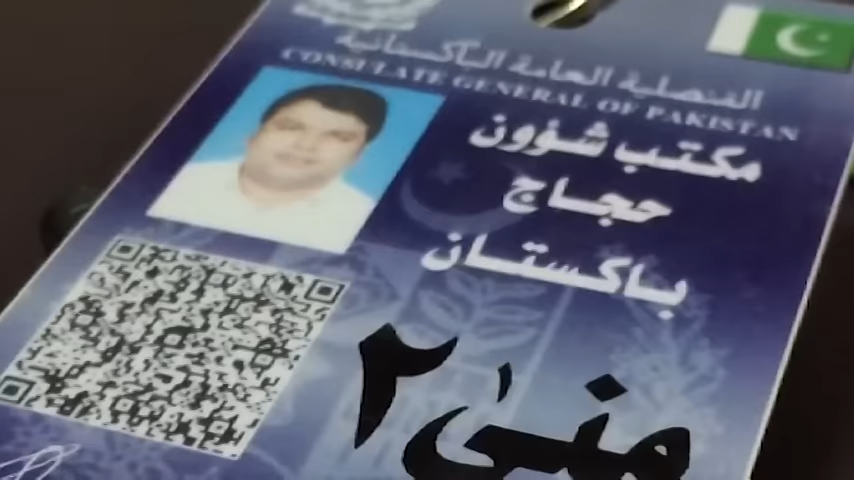 القنصلية العامة الباكستانية
CONSULATE GENERAL OF PAKISTAN
مكتب شؤون
حجاج
باكستان
منىٰ ٢